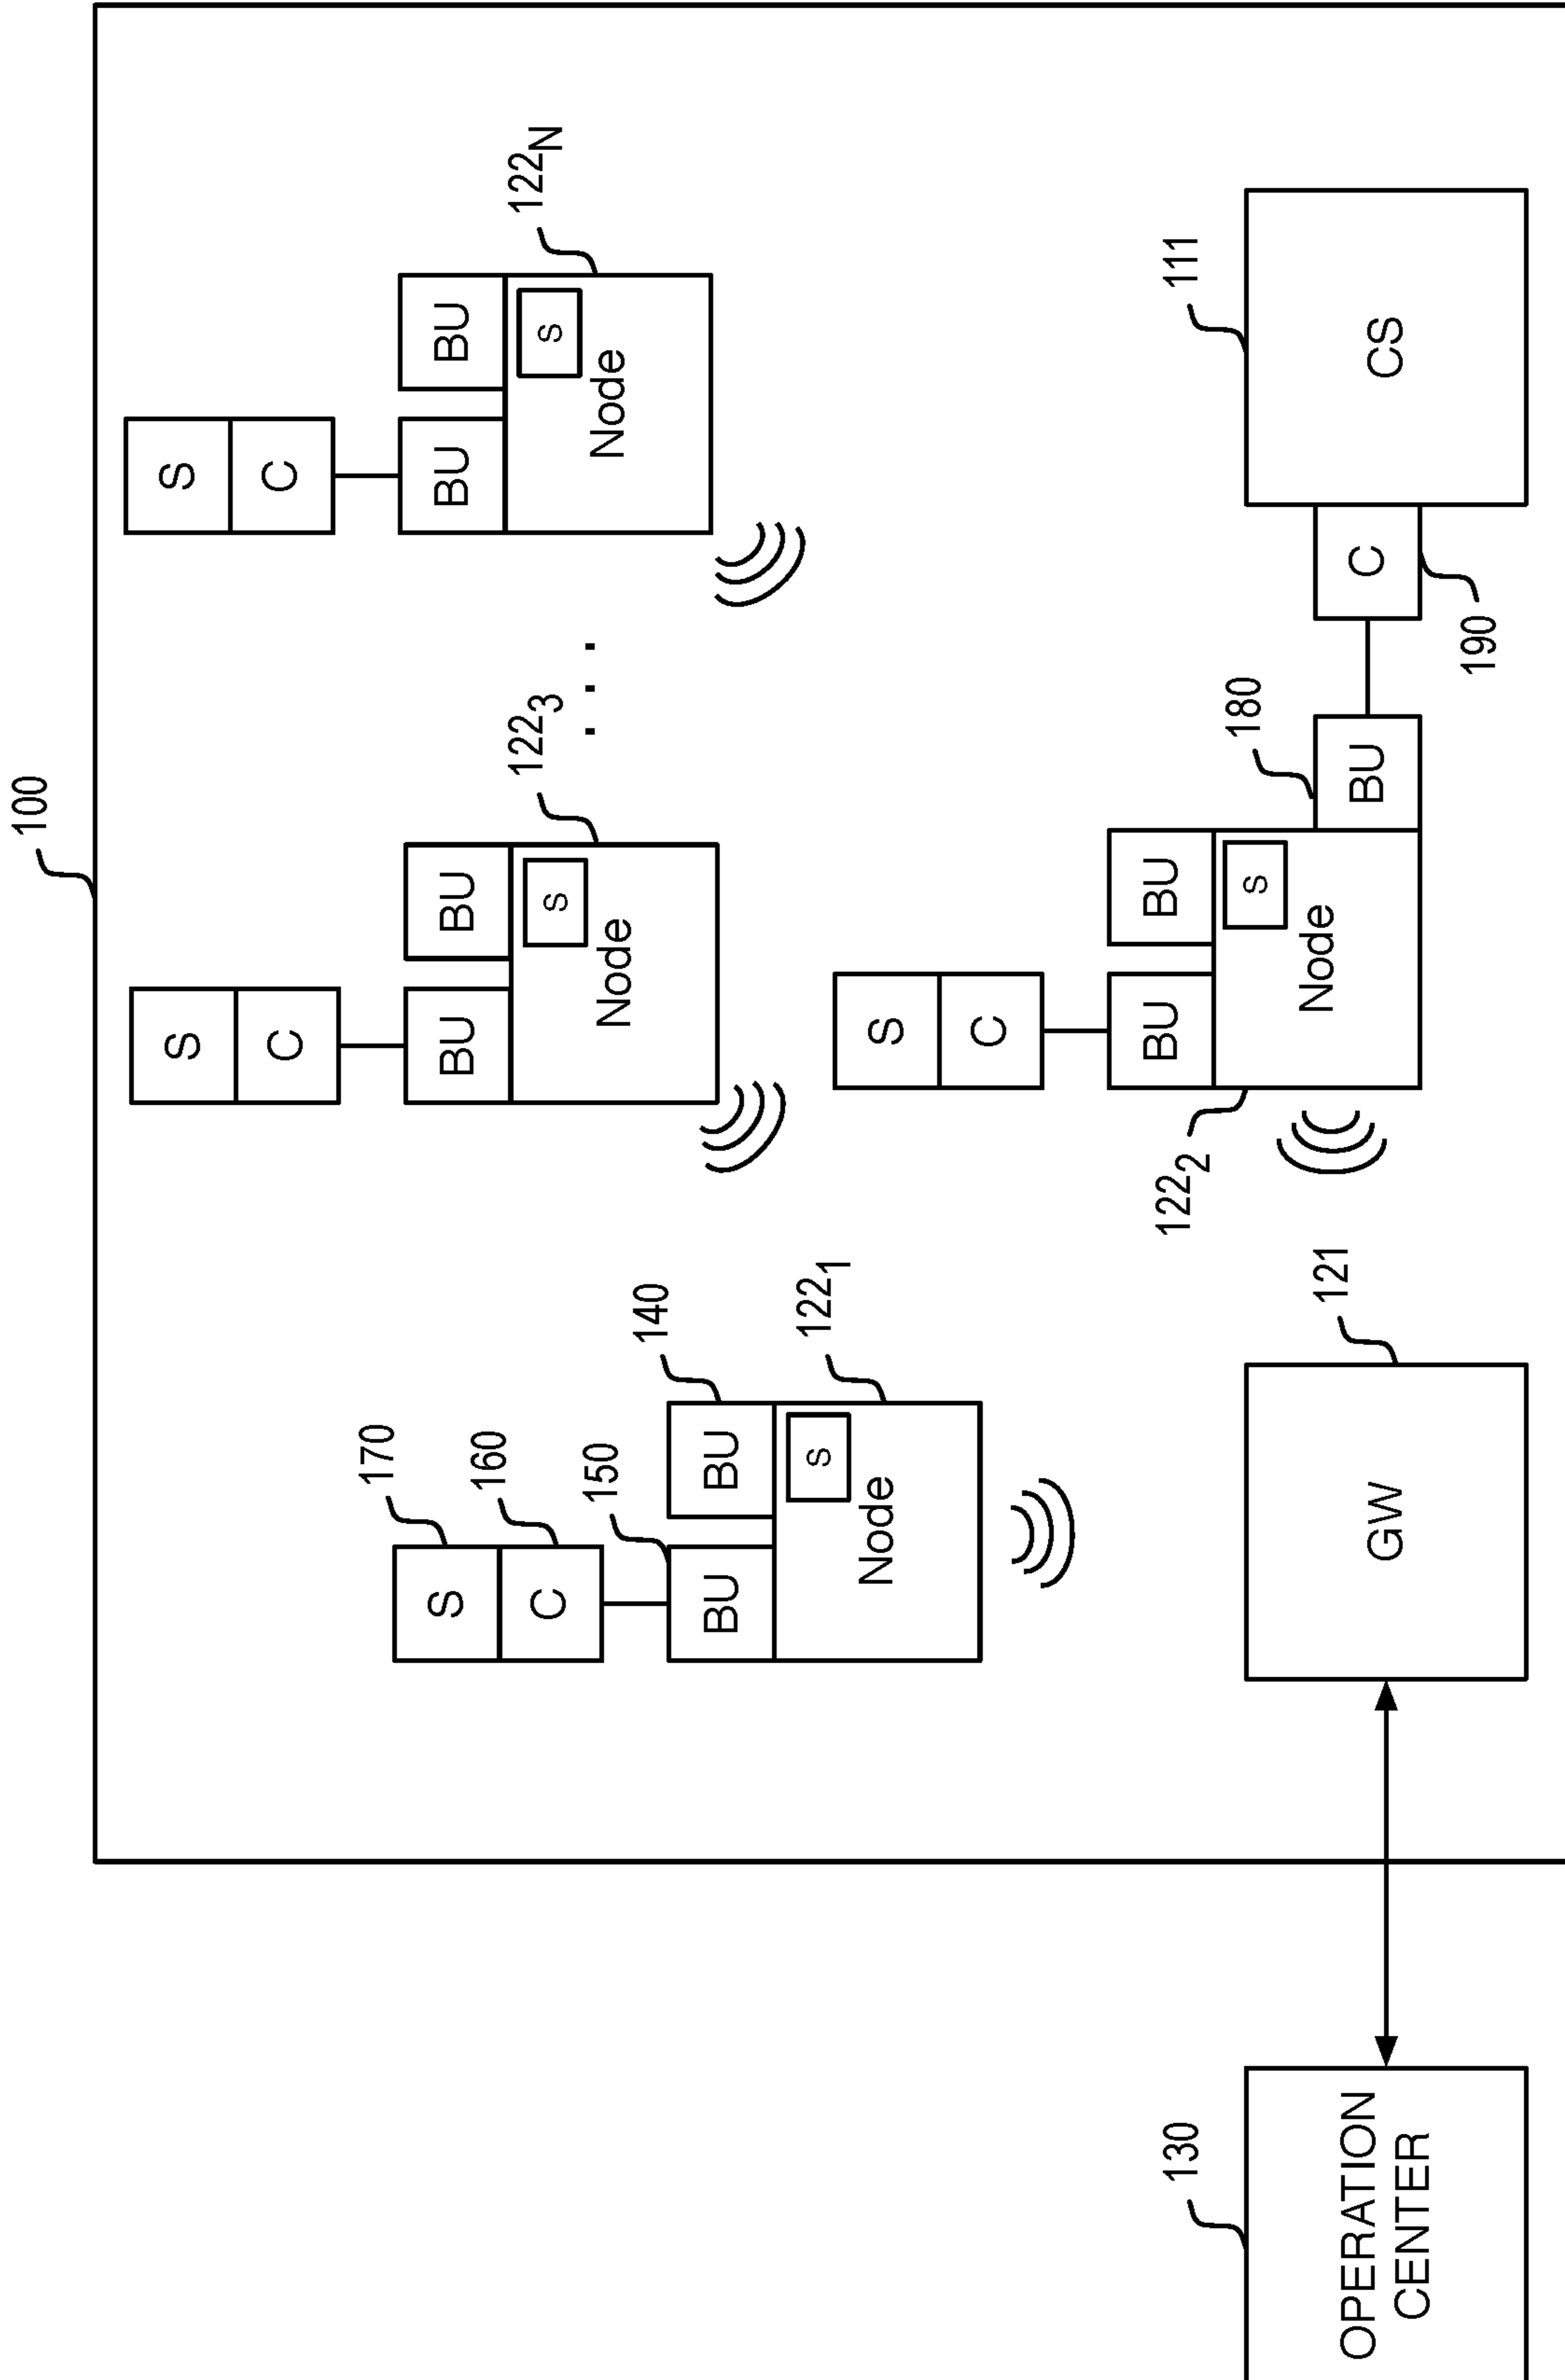 100
S
C
BU
BU
s
Node
122N
S
C
BU
BU
s
Node
1223
. . .
170
S
160
C
150
BU
140
BU
s
Node
1221
S
C
BU
BU
s
Node
1222
180
BU
190
C
111
CS
121
GW
130
OPERATION
CENTER